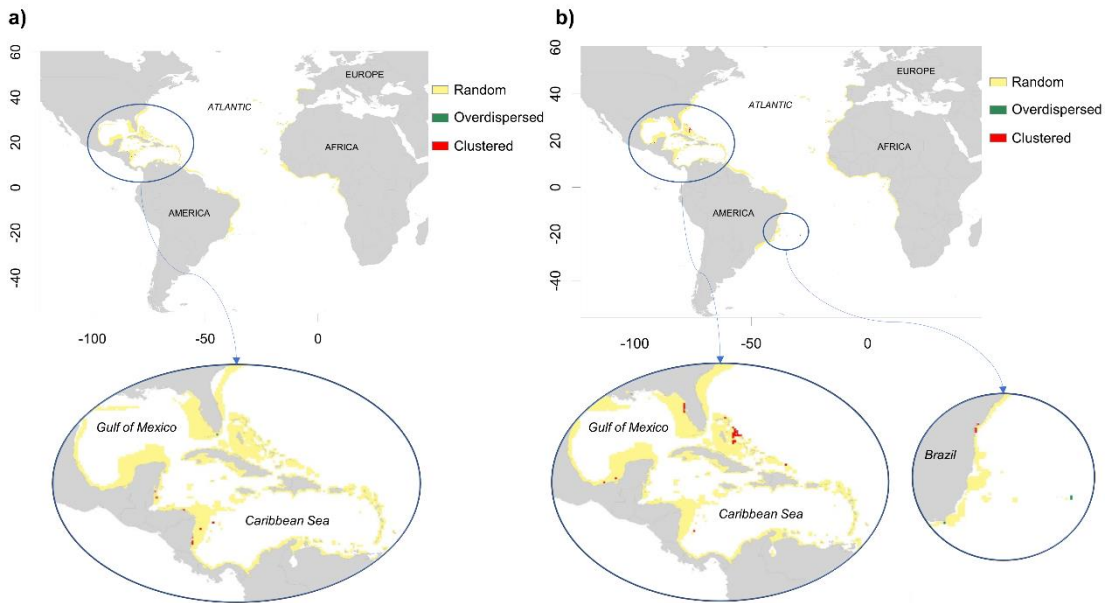 a)
60
40
20
0
-20
-40
-100
-50
0
EUROPE
ATLANTIC
AFRICA
AMERICA
Random
Overdispersed
Clustered
Gulf of Mexico
Caribbean Sea
b)
60
40
20
0
-20
-40
-100
-50
0
EUROPE
ATLANTIC
AFRICA
AMERICA
Random
Overdispersed
Clustered
Gulf of Mexico
Caribbean Sea
Brazil